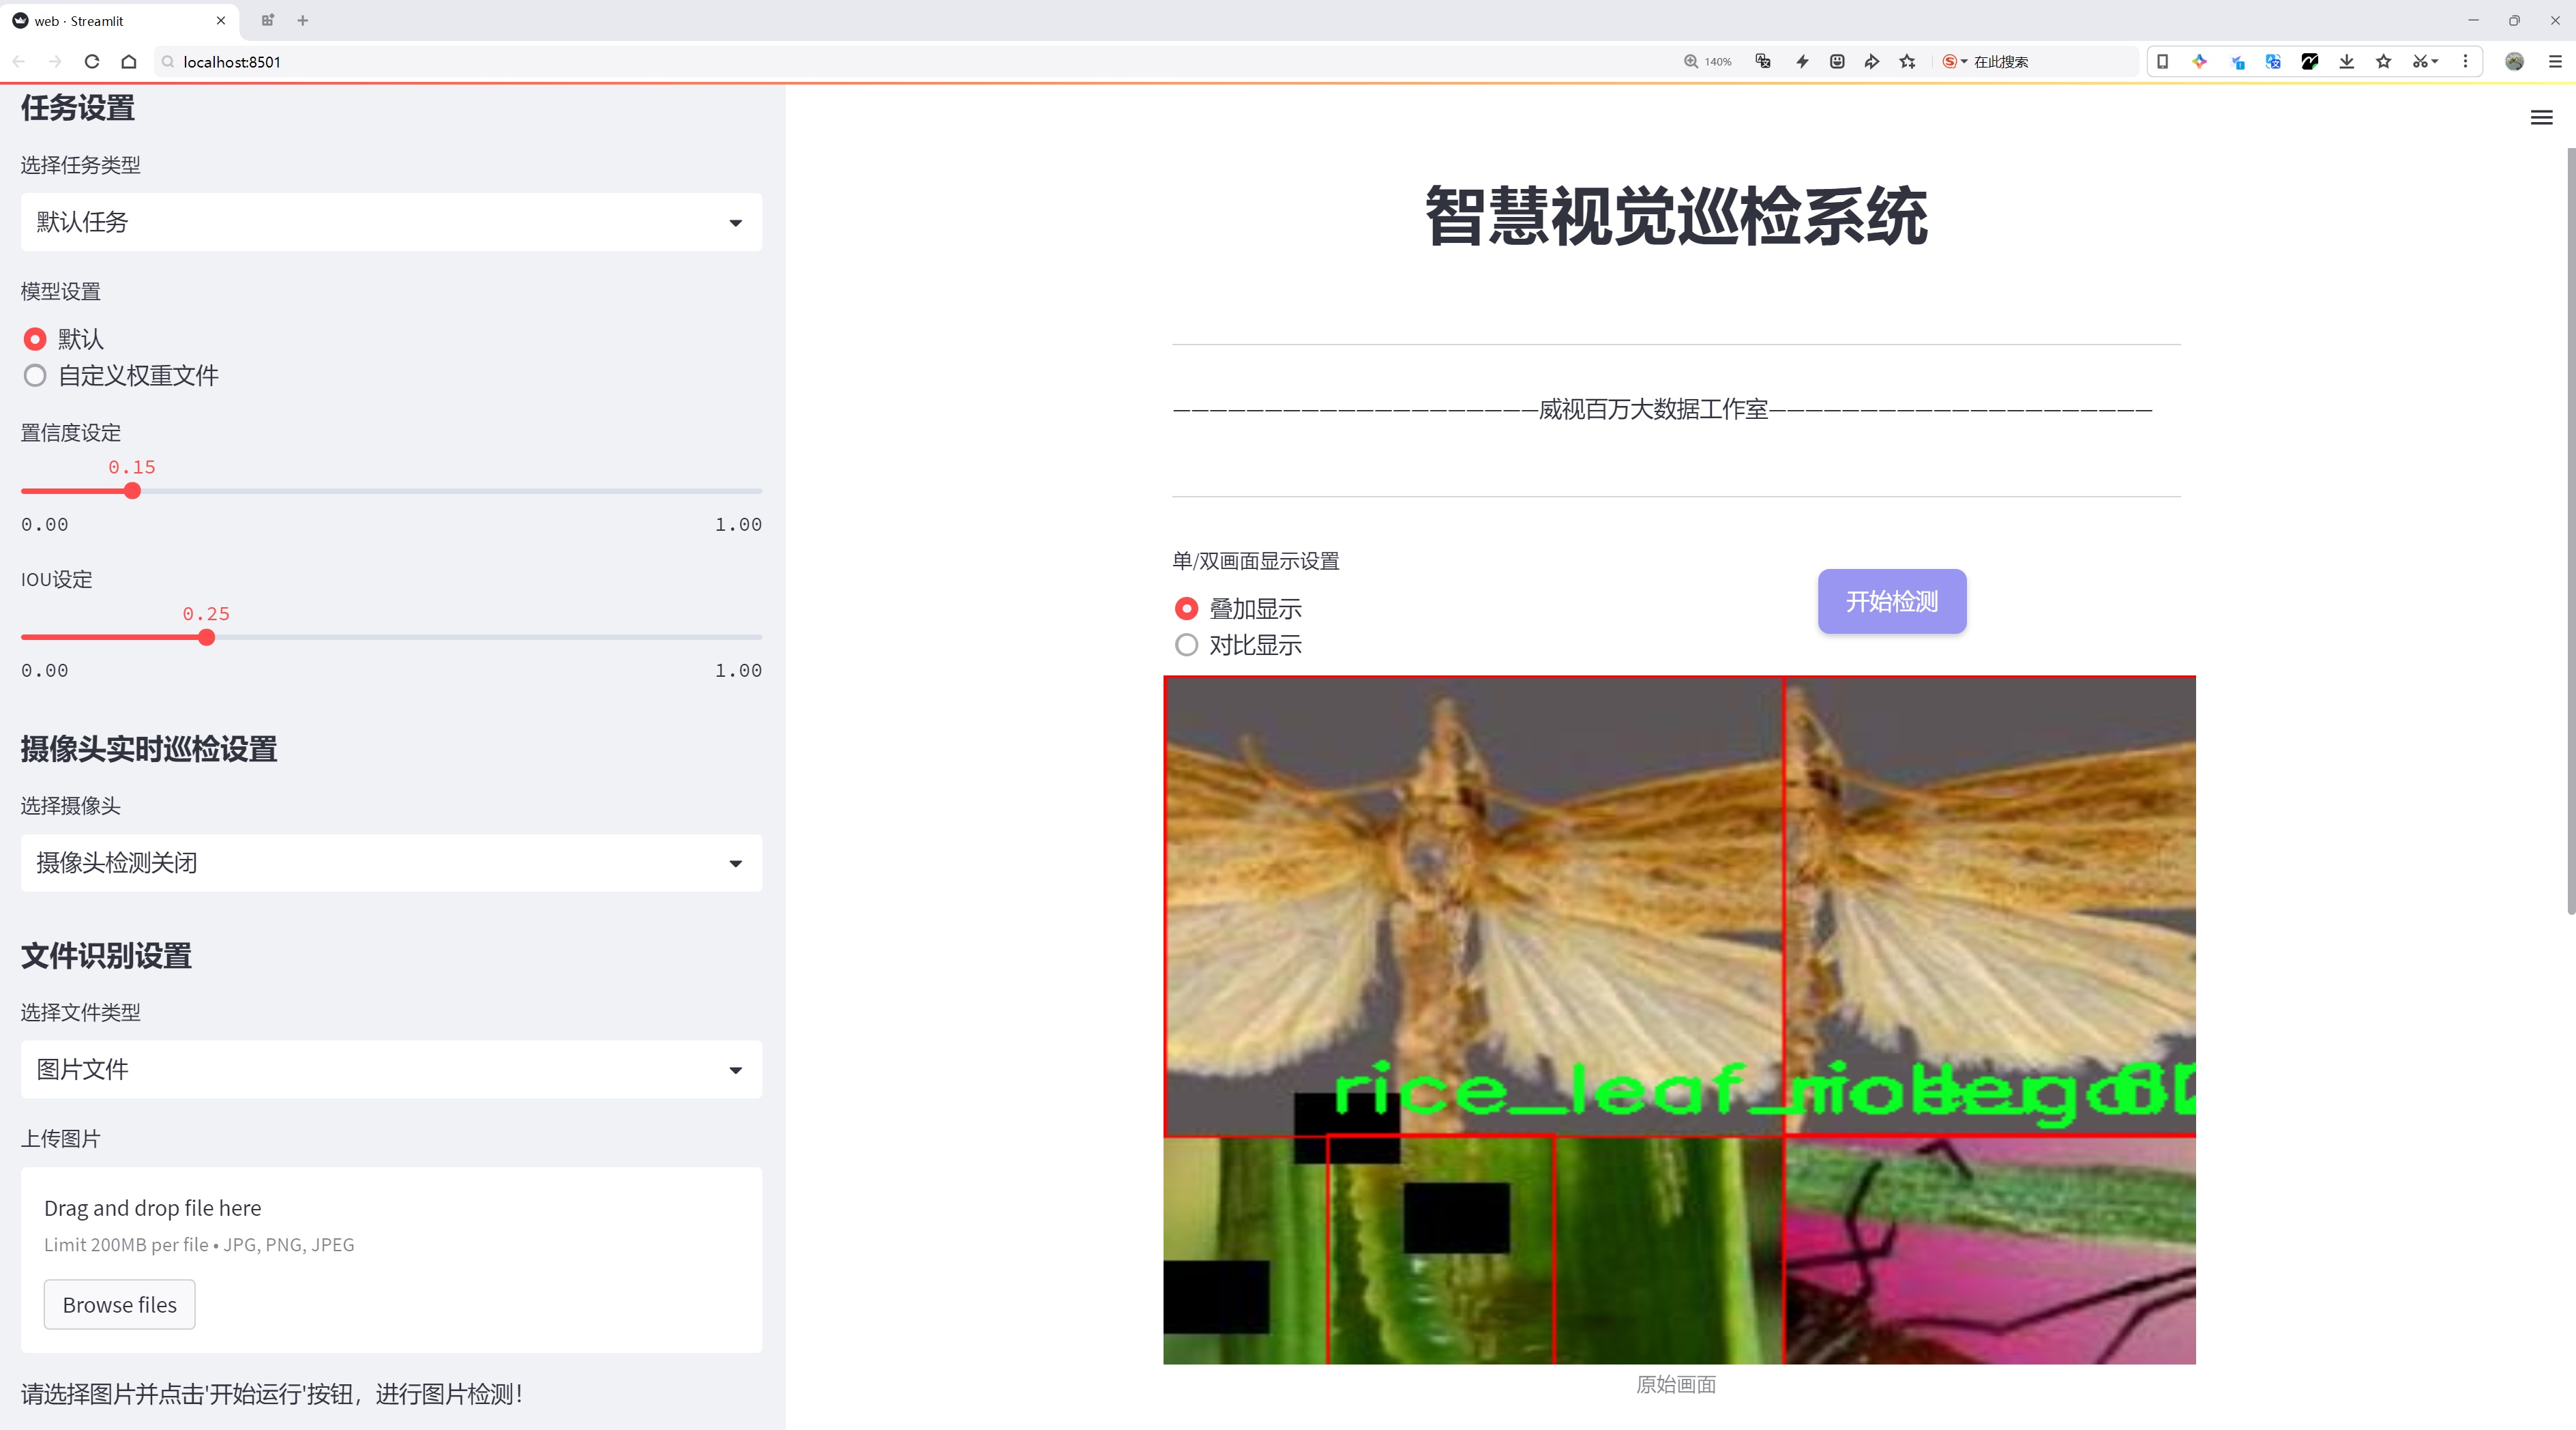 web · Streamlit
localhost:8501
140%
在此搜索
任务设置
选择任务类型
默认任务
模型设置
默认
自定义权重文件
置信度设定
0.15
0.00
1.00
IOU设定
0.25
0.00
1.00
摄像头实时巡检设置
选择摄像头
摄像头检测关闭
文件识别设置
选择文件类型
图片文件
上传图片
Drag and drop file here
Limit 200MB per file • JPG, PNG, JPEG
Browse files
请选择图片并点击'开始运行'按钮，进行图片检测！
智慧视觉巡检系统
————————————————————威视百万大数据工作室—————————————————————
单/双画面显示设置
叠加显示
对比显示
开始检测
rice_leaf_
原始画面